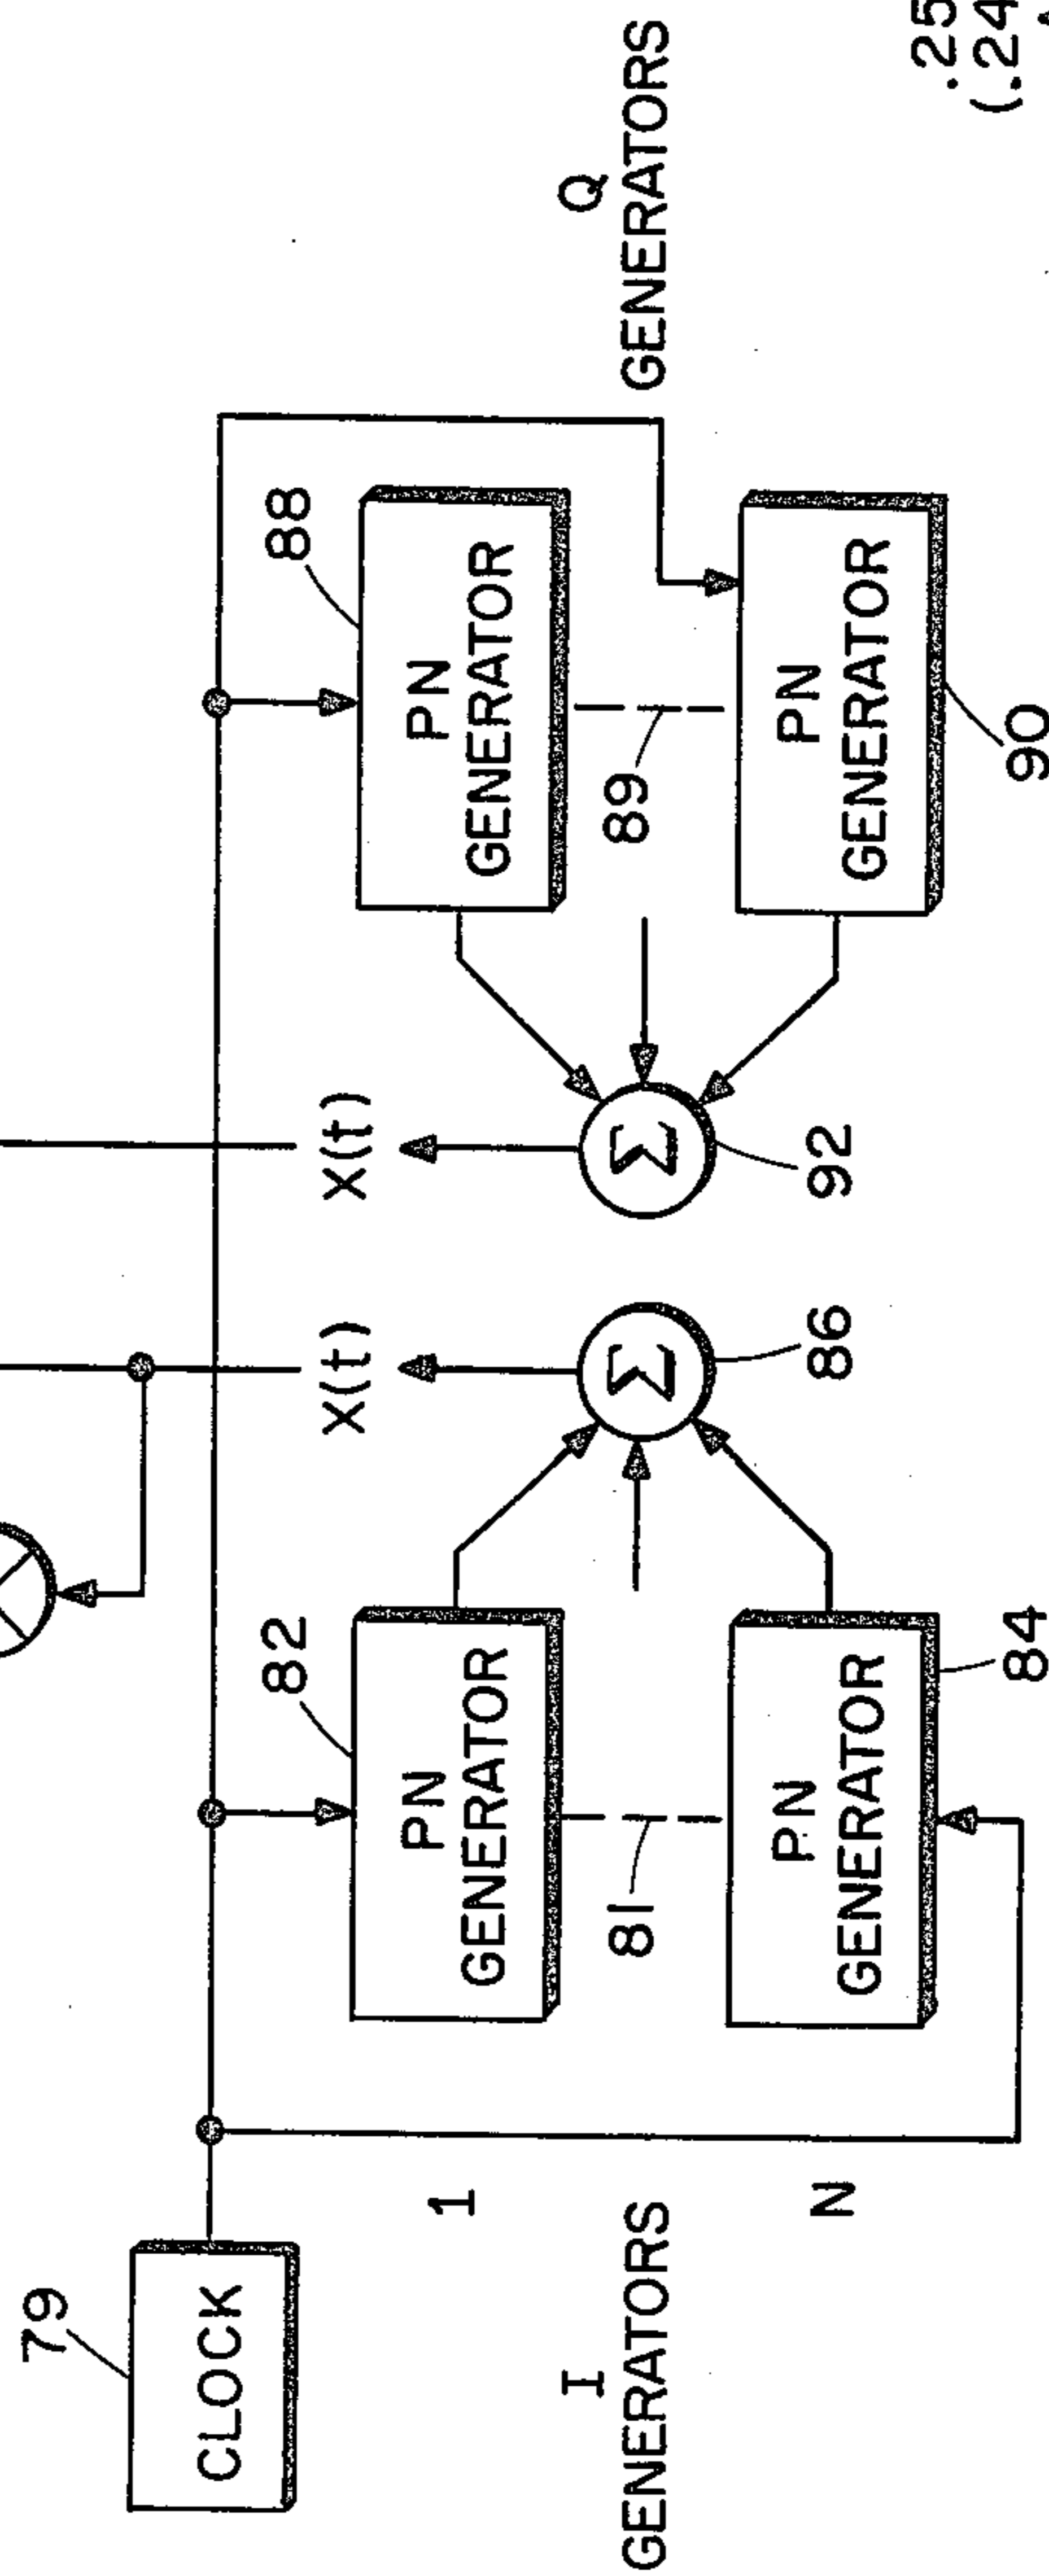 79
CLOCK
I
GENERATORS
1
N
82
PN
GENERATOR
81
PN
GENERATOR
84
X(t)
Σ
86
X(t)
Σ
92
88
PN
GENERATOR
89
PN
GENERATOR
90
Q
GENERATORS
.25
(.24